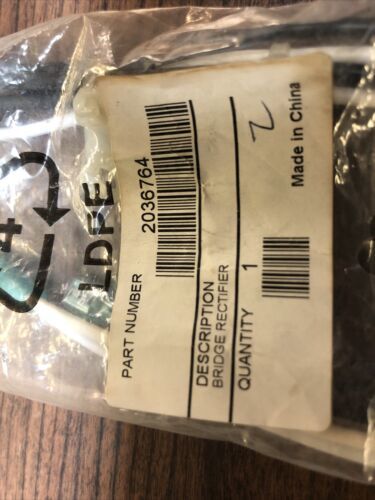 PART NUMBER
2036764
DESCRIPTION
BRIDGE RECTIFIER
QUANTITY 1
Made in China
4
LDPE